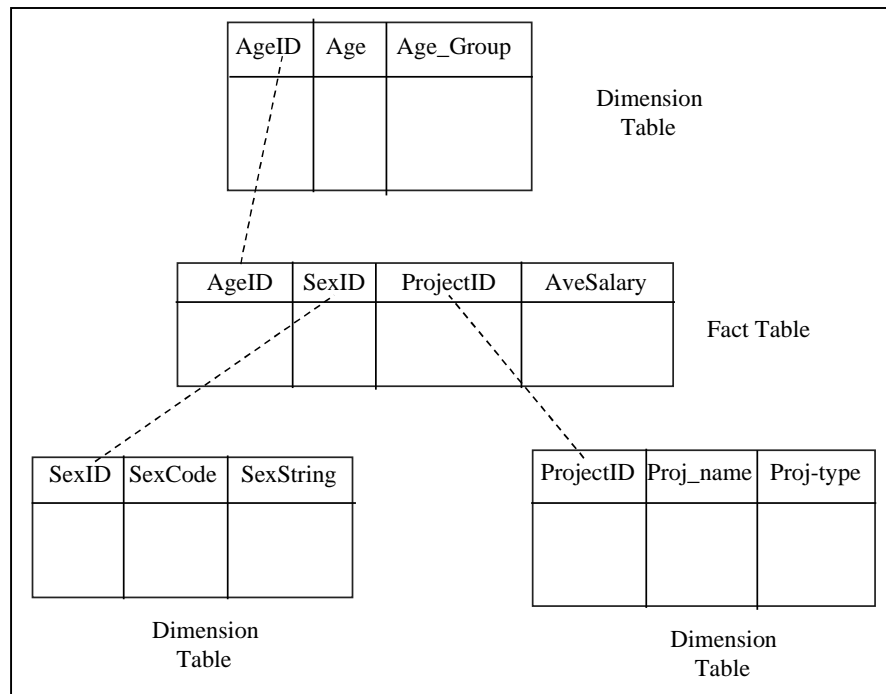 AgeID Age Age_Group
Dimension
Table
AgeID SexID ProjectID AveSalary
Fact Table
SexID SexCode SexString
ProjectID Proj_name Proj-type
Dimension
Table
Dimension
Table